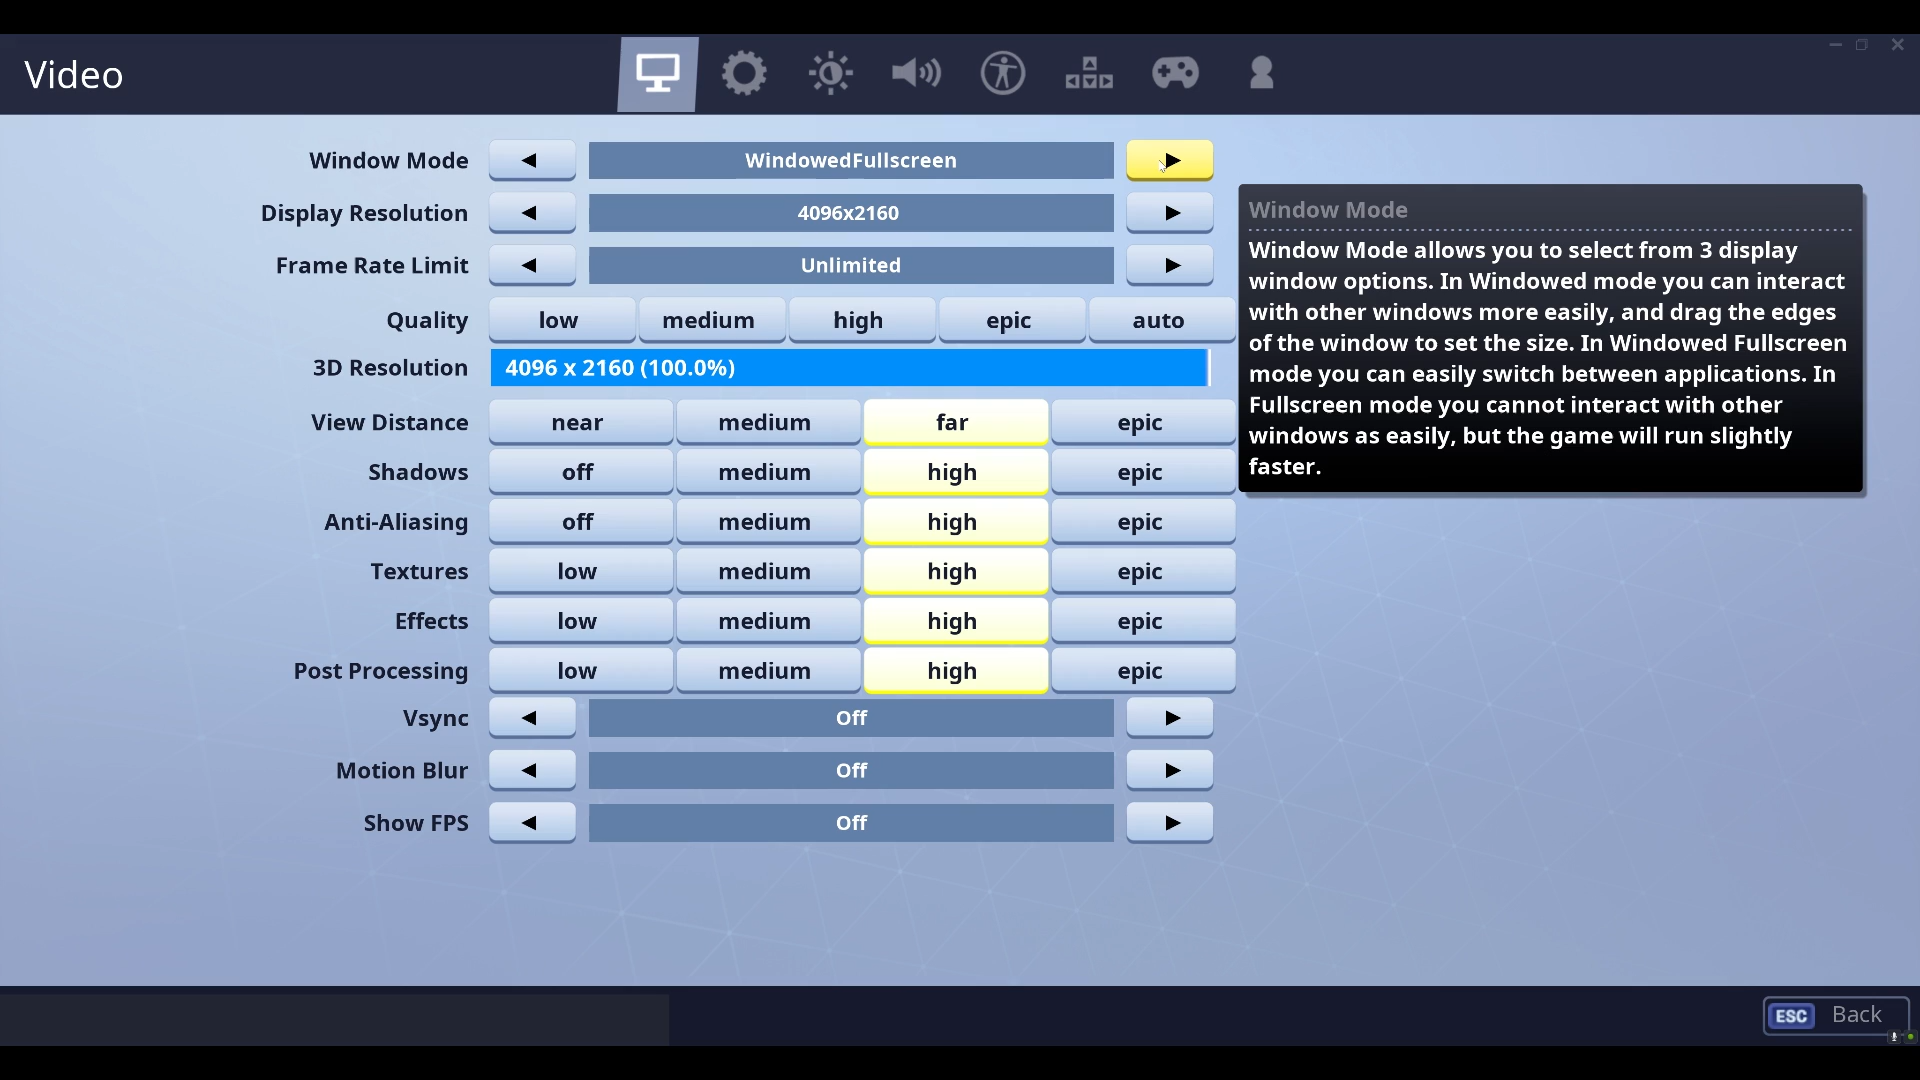 Video
Window Mode
WindowedFullscreen
Display Resolution
4096x2160
Frame Rate Limit
Unlimited
Quality low medium high epic auto
3D Resolution 4096 x 2160 (100.0%)
View Distance near medium far epic
Shadows off medium high epic
Anti-Aliasing off medium high epic
Textures low medium high epic
Effects low medium high epic
Post Processing low medium high epic
Vsync Off
Motion Blur Off
Show FPS Off
Window Mode
Window Mode allows you to select from 3 display
window options. In Windowed mode you can interact
with other windows more easily, and drag the edges
of the window to set the size. In Windowed Fullscreen
mode you can easily switch between applications. In
Fullscreen mode you cannot interact with other
windows as easily, but the game will run slightly
faster.
ESC Back